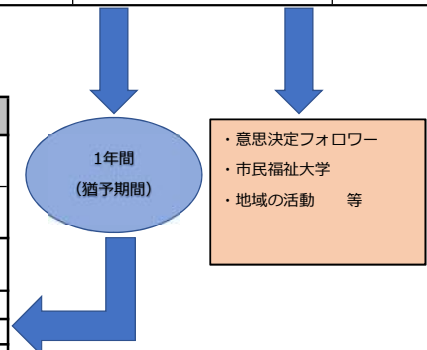 1年間
（猶予期間）
・意思決定フォロワー
・市民福祉大学
・地域の活動　　等